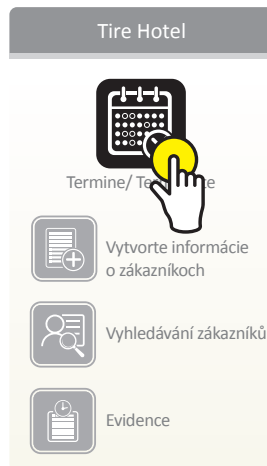 Tire Hotel
Termine/
Vytvorte informácie
o zákazníkoch
Vyhledávání zákazníků
Evidence